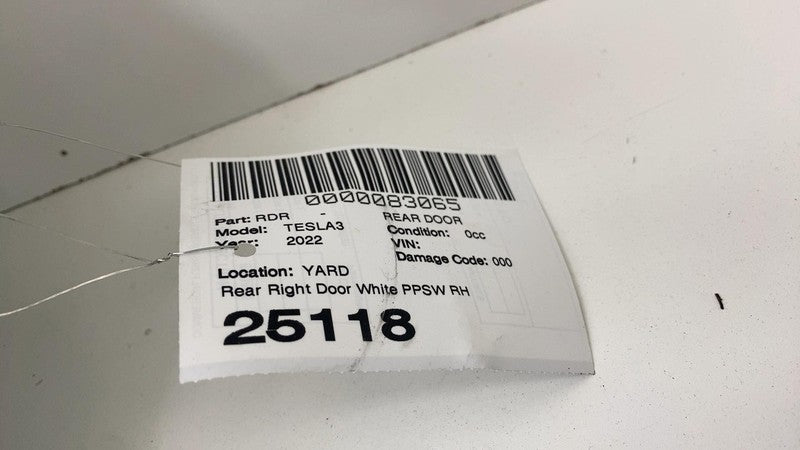 0000083065
Part: RDR - REAR DOOR
Model: TESLA3 Condition: 0cc
Year: 2022 VIN:
Damage Code: 000
Location: YARD
Rear Right Door White PPSW RH
25118